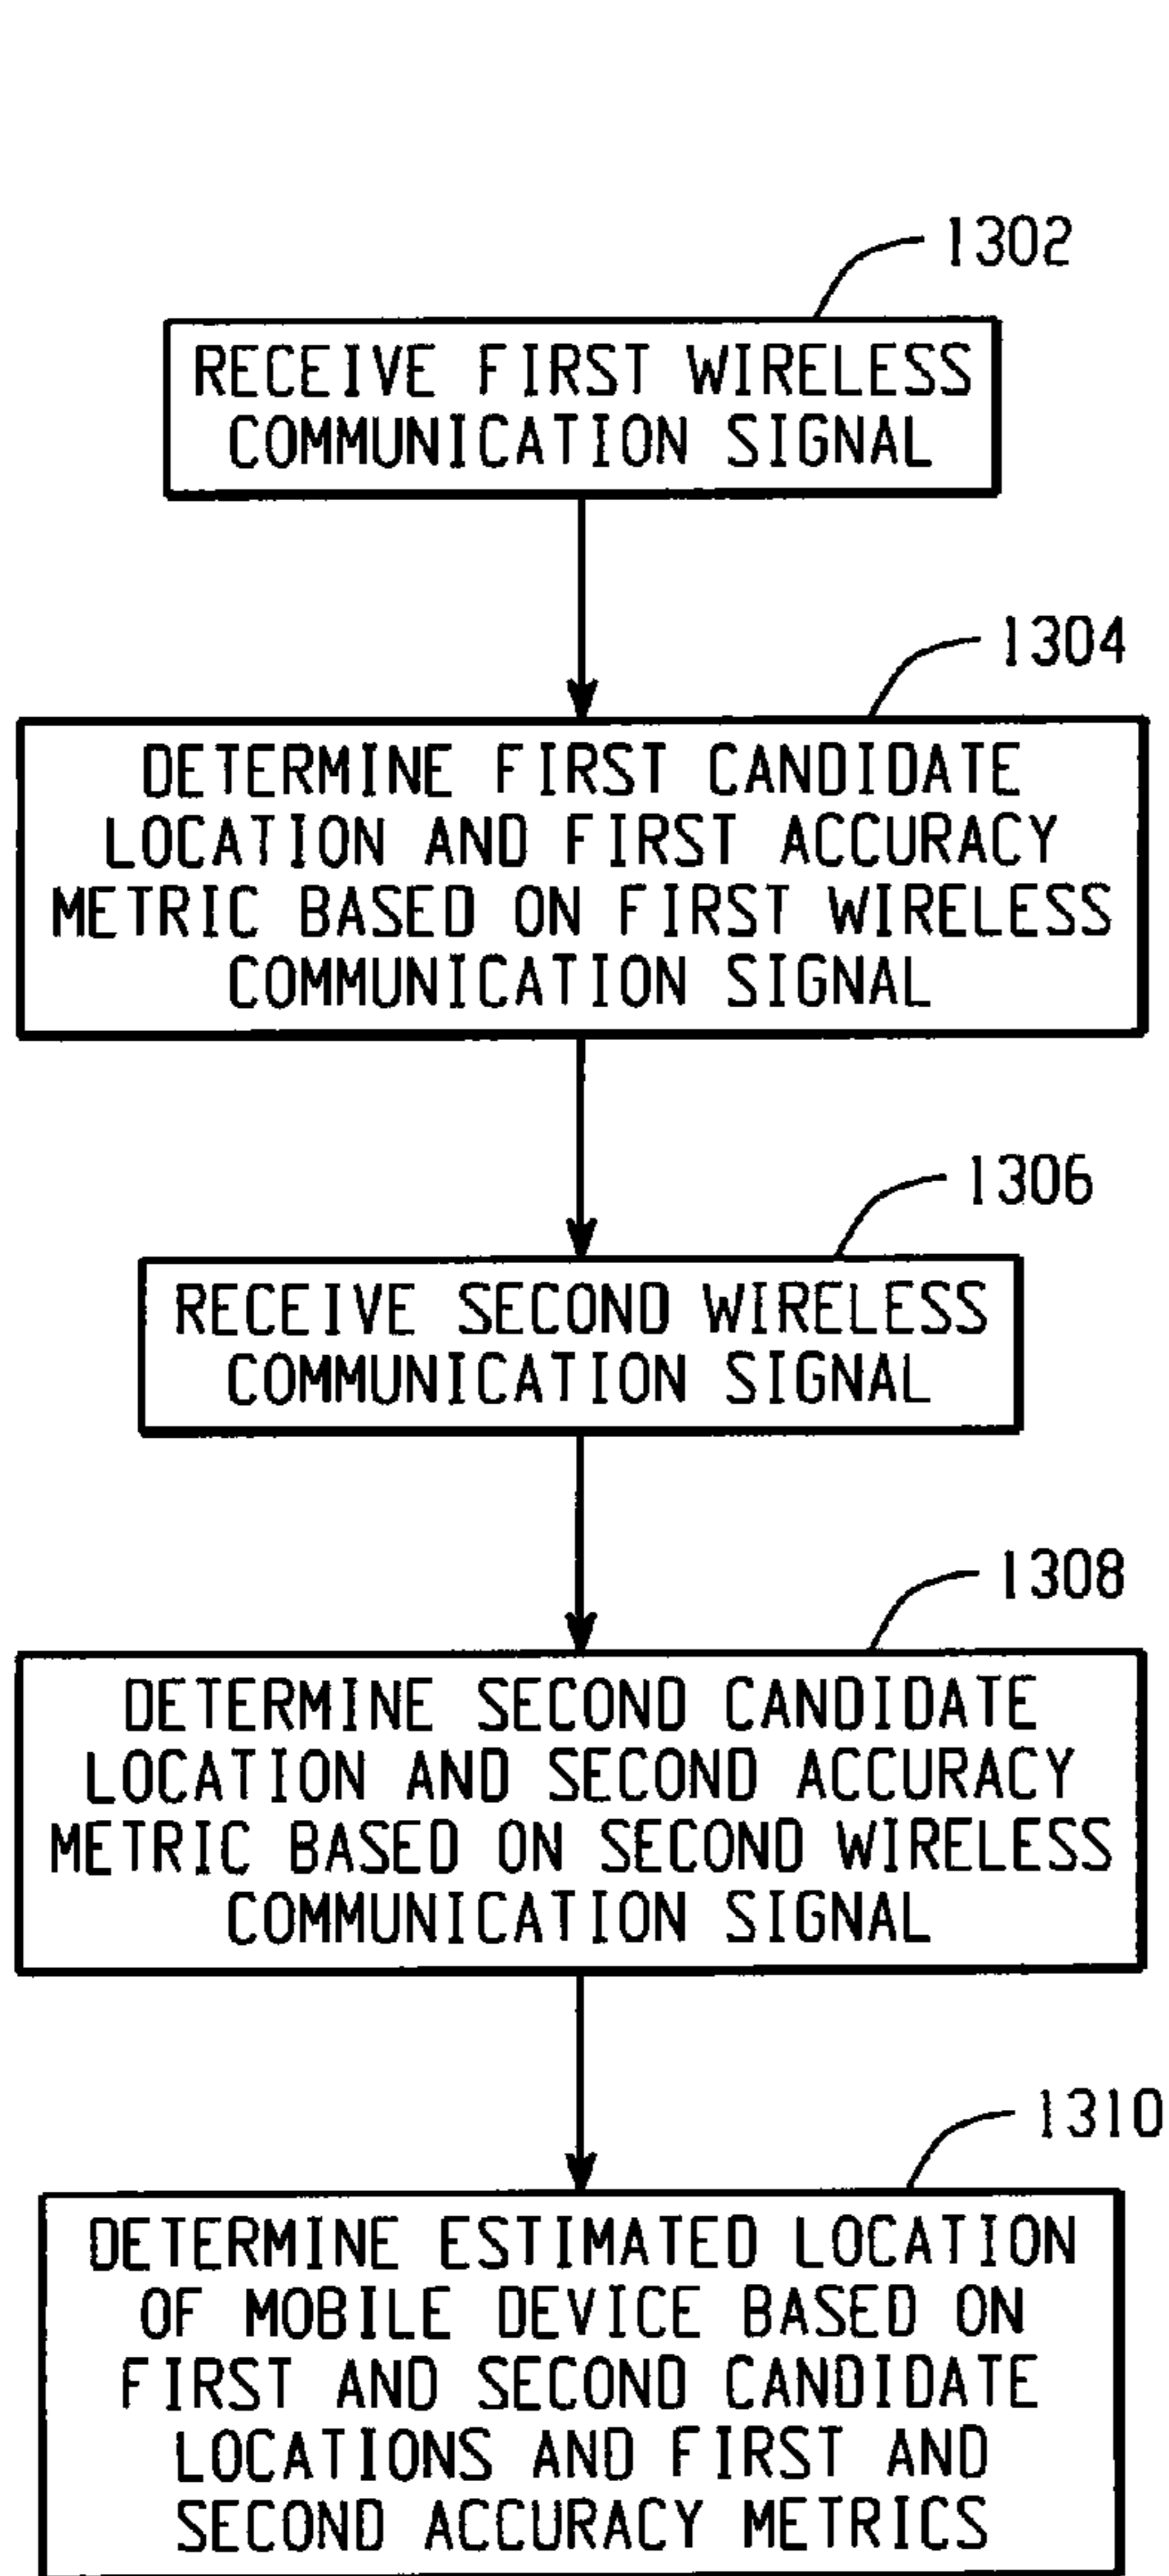 1302
RECEIVE FIRST WIRELESS
COMMUNICATION SIGNAL
1304
DETERMINE FIRST CANDIDATE
LOCATION AND FIRST ACCURACY
METRIC BASED ON FIRST WIRELESS
COMMUNICATION SIGNAL
1306
RECEIVE SECOND WIRELESS
COMMUNICATION SIGNAL
1308
DETERMINE SECOND CANDIDATE
LOCATION AND SECOND ACCURACY
METRIC BASED ON SECOND WIRELESS
COMMUNICATION SIGNAL
1310
DETERMINE ESTIMATED LOCATION
OF MOBILE DEVICE BASED ON
FIRST AND SECOND CANDIDATE
LOCATIONS AND FIRST AND
SECOND ACCURACY METRICS